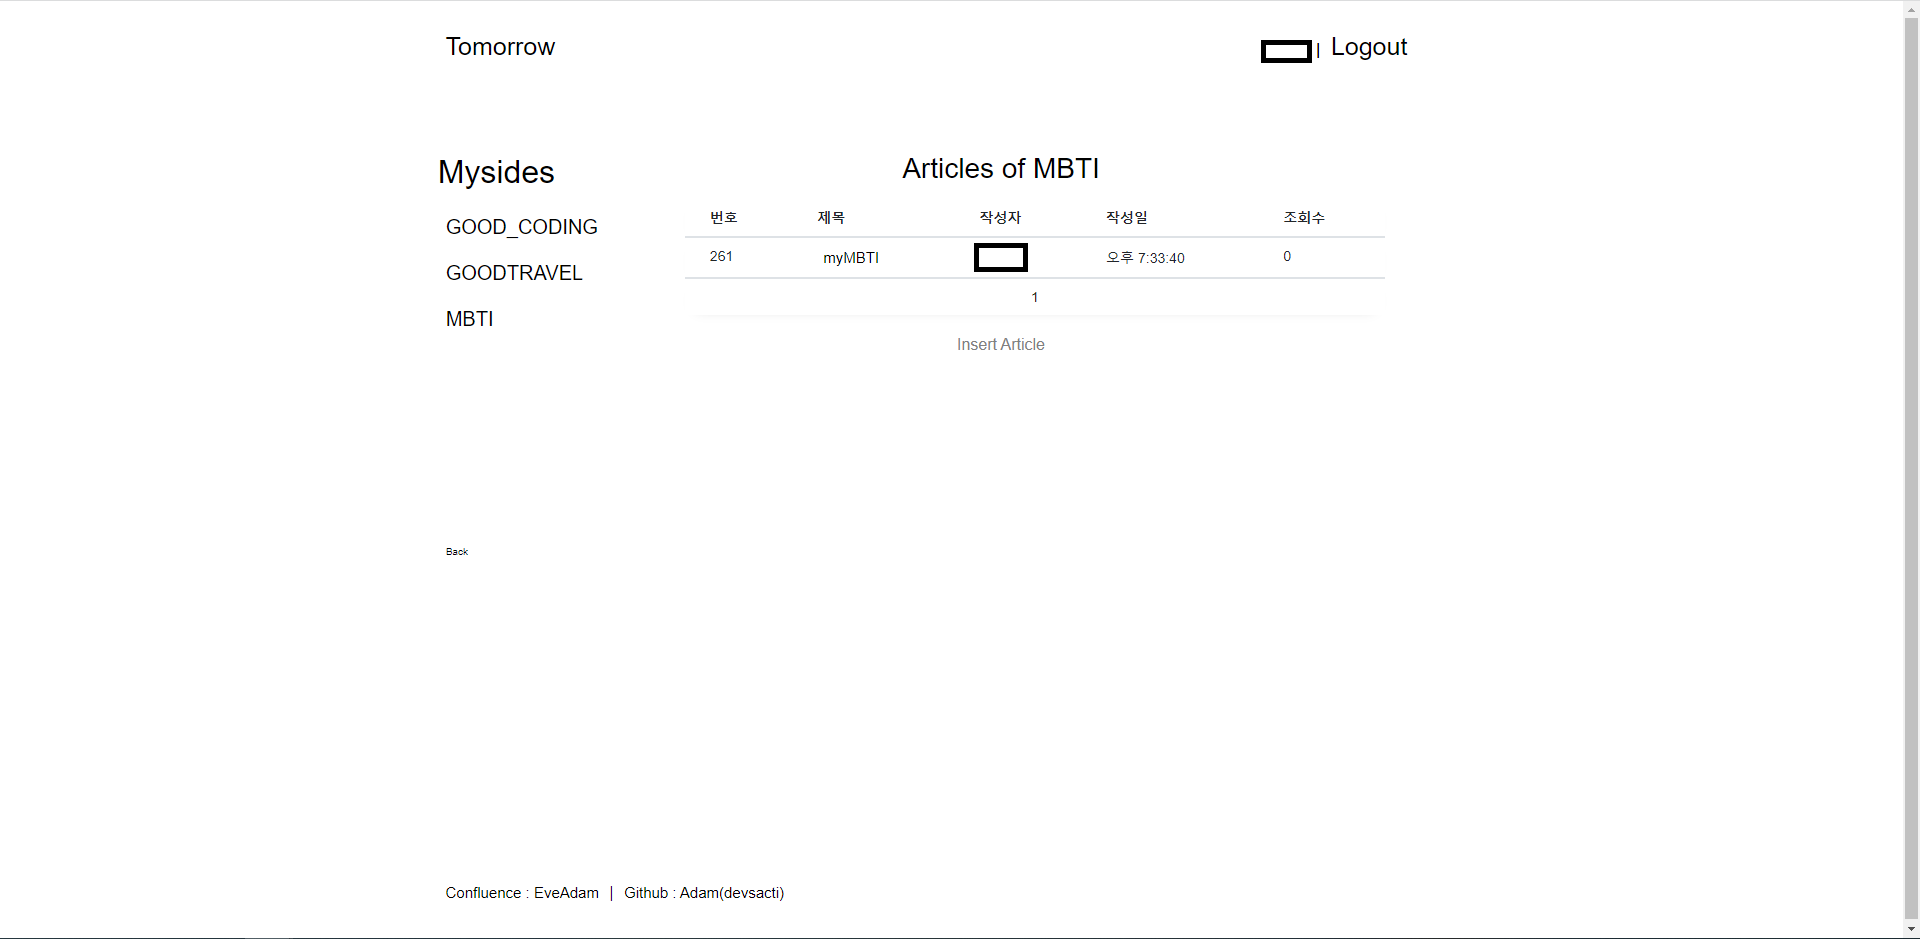 Tomorrow | Logout
Mysides
GOOD_CODING
GOODTRAVEL
MBTI
Articles of MBTI
번호 제목 작성자 작성일 조회수
261 myMBTI 오후 7:33:40 0
1
Insert Article
Back
Confluence : EveAdam | Github : Adam(devsacti)